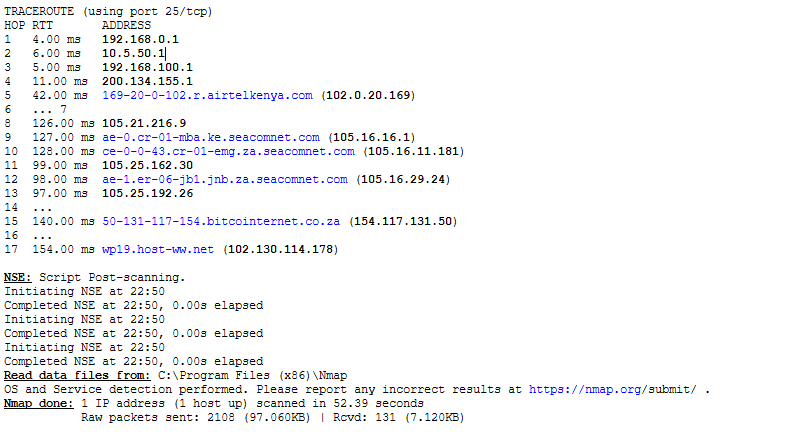 TRACEROUTE (using port 25/tcp)
HOP RTT ADDRESS
1 4.00 ms 192.168.0.1
2 6.00 ms 10.5.50.1
3 5.00 ms 192.168.100.1
4 11.00 ms 200.134.155.1
5 42.00 ms 169-20-0-102.r.airtelkenya.com (102.0.20.169)
6 ... 7
8 126.00 ms 105.21.216.9
9 127.00 ms ae-0.cr-01-mba.ke.seacomnet.com (105.16.16.1)
10 128.00 ms ce-0-0-43.cr-01-emg.za.seacomnet.com (105.16.11.181)
11 99.00 ms 105.25.162.30
12 98.00 ms ae-1.er-06-jb1.jnb.za.seacomnet.com (105.16.29.24)
13 97.00 ms 105.25.192.26
14 ...
15 140.00 ms 50-131-117-154.bitcointernet.co.za (154.117.131.50)
16 ...
17 154.00 ms wp19.host-ww.net (102.130.114.178)
NSE: Script Post-scanning.
Initiating NSE at 22:50
Completed NSE at 22:50, 0.00s elapsed
Initiating NSE at 22:50
Completed NSE at 22:50, 0.00s elapsed
Initiating NSE at 22:50
Completed NSE at 22:50, 0.00s elapsed
Read data files from: C:\Program Files (x86)\Nmap
OS and Service detection performed. Please report any incorrect results at https://nmap.org/submit/ .
Nmap done: 1 IP address (1 host up) scanned in 52.39 seconds
Raw packets sent: 2108 (97.060KB) | Rcvd: 131 (7.120KB)